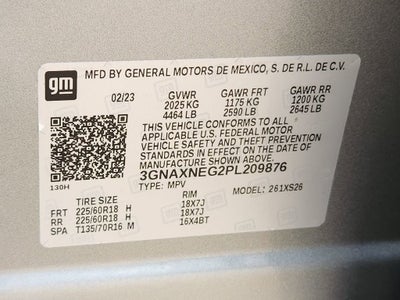 gm MFD BY GENERAL MOTORS DE MEXICO, S. DE R.L. DE C.V.
02/23 GVWR GAWR FRT GAWR RR
2025 KG 1175 KG 1200 KG
4464 LB 2590 LB 2645 LB
THIS VEHICLE CONFORMS TO ALL
APPLICABLE U.S. FEDERAL MOTOR
VEHICLE SAFETY AND THEFT PREVENTION
STANDARDS IN EFFECT ON THE DATE OF
MANUFACTURE SHOWN ABOVE.
3GNAXNEG2PL209876
130H TYPE: MPV MODEL: 261XS26
TIRE SIZE RIM
FRT 225/60R18 H 18X7J
RR 225/60R18 H 18X7J
SPA T135/70R16 M 16X4BT